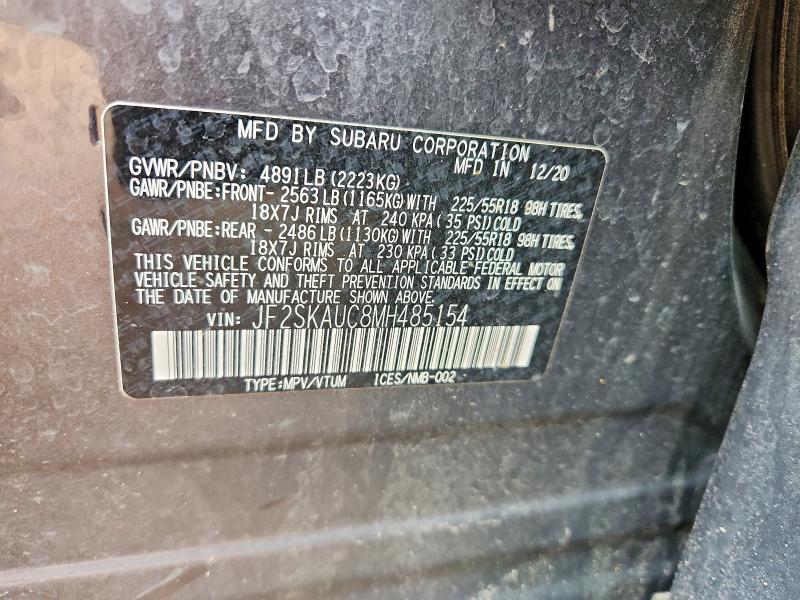 MFD BY SUBARU CORPORATION
MFD IN 12/20
GVWR/PNBV: 4891LB(2223KG)
GAWR/PNBE:FRONT- 2563LB(1165KG)WITH 225/55R18 98H TIRES,
18X7J RIMS AT 240 KPA(35 PSI)COLD
GAWR/PNBE:REAR - 2486LB(1130KG)WITH 225/55R18 98H TIRES,
18X7J RIMS AT 230 KPA(33 PSI)COLD
THIS VEHICLE CONFORMS TO ALL APPLICABLE FEDERAL MOTOR
VEHICLE SAFETY AND THEFT PREVENTION STANDARDS IN EFFECT ON
THE DATE OF MANUFACTURE SHOWN ABOVE.
VIN: JF2SKAUC8MH485154
TYPE:MPV/VTUM ICES/NMB-002